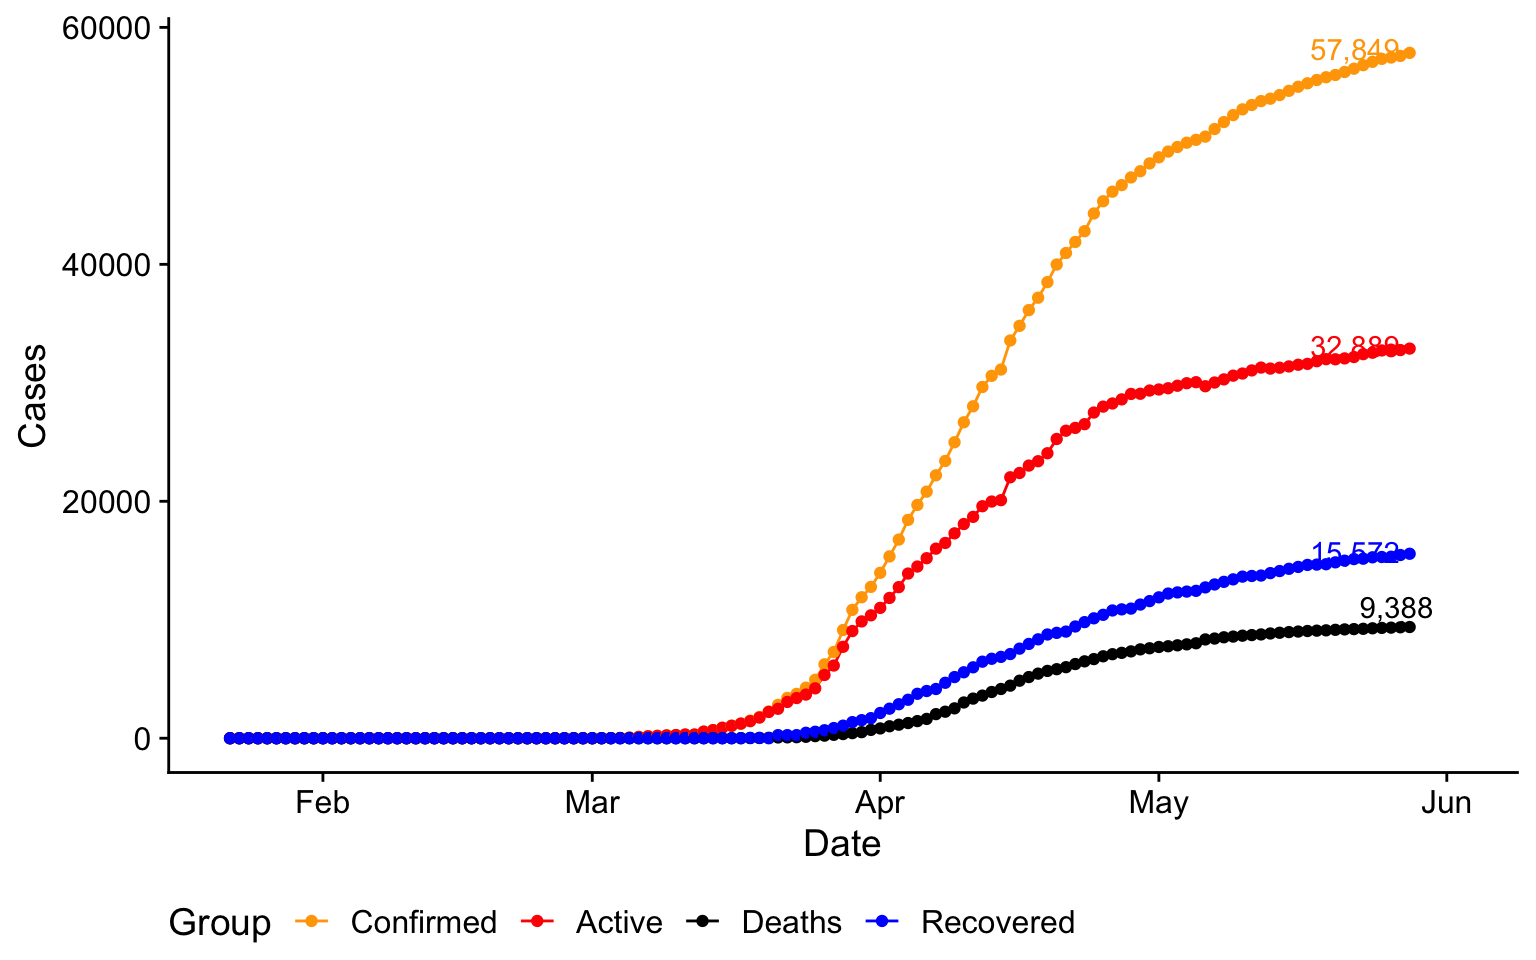 60000
57,849
40000
32,889
20000
15,572
9,388
0
Cases
Feb Mar Apr May Jun
Date
Group Confirmed Active Deaths Recovered